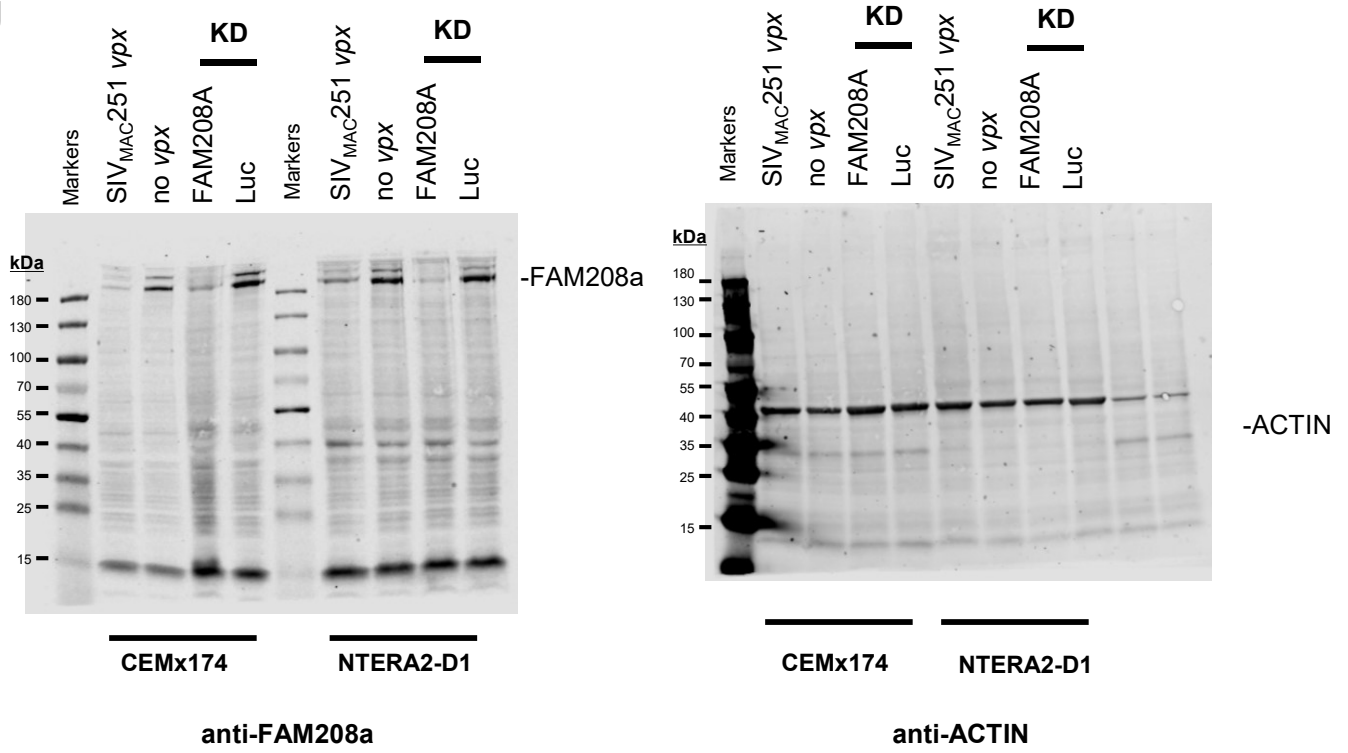 KD
KD
Markers
SIVMAC251 vpx
no vpx
FAM208A
Luc
Markers
SIVMAC251 vpx
no vpx
FAM208A
Luc
kDa
180
130
100
70
55
40
35
25
15
-FAM208a
CEMx174
NTERA2-D1
anti-FAM208a
KD
KD
Markers
SIVMAC251 vpx
no vpx
FAM208A
Luc
SIVMAC251 vpx
no vpx
FAM208A
Luc
kDa
180
130
100
70
55
40
35
25
15
-ACTIN
CEMx174
NTERA2-D1
anti-ACTIN